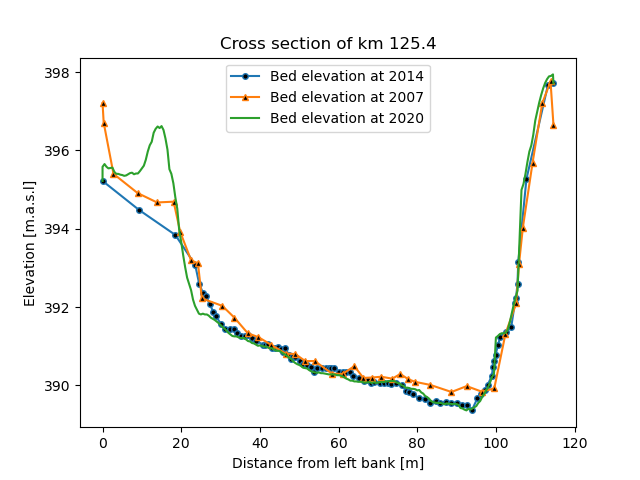 Cross section of km 125.4
Bed elevation at 2014
Bed elevation at 2007
Bed elevation at 2020
Elevation [m.a.s.l]
398
396
394
392
390
0 20 40 60 80 100 120
Distance from left bank [m]